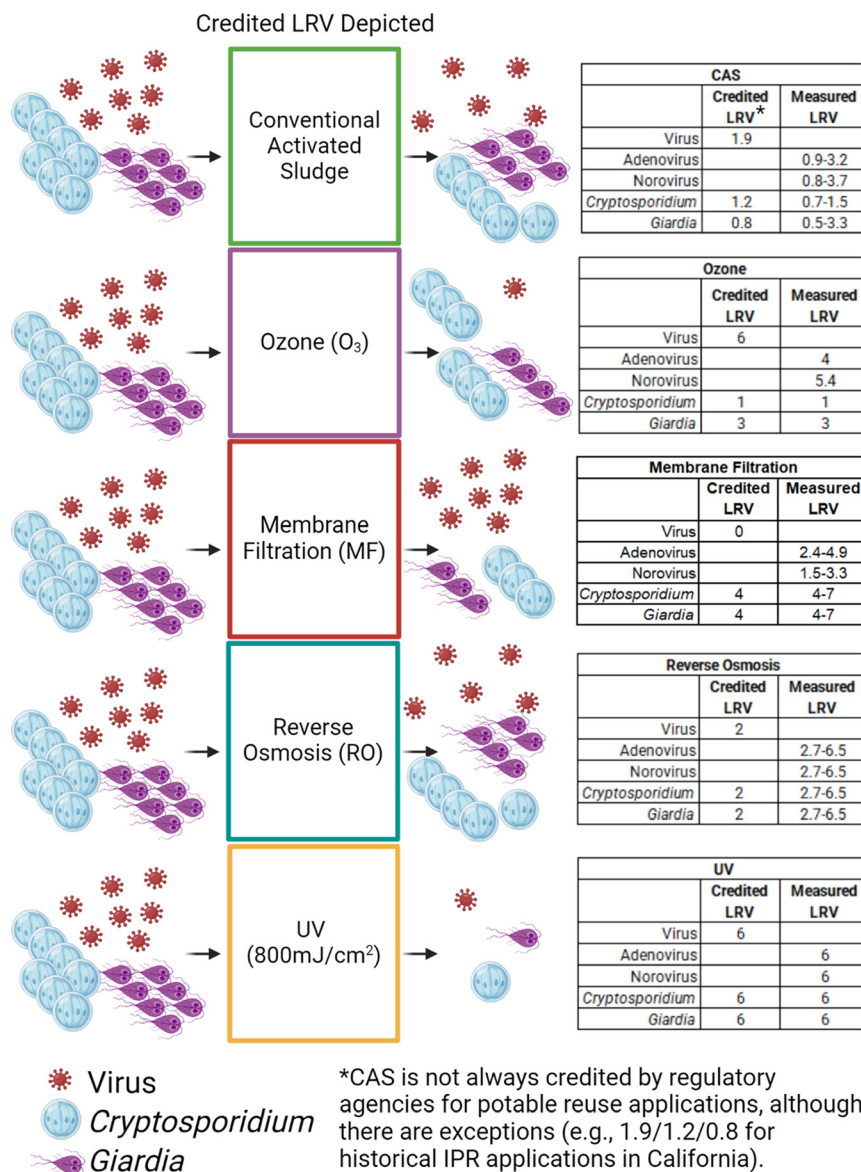 Credited LRV Depicted
Conventional
Activated
Sludge
CAS
Credited LRV* Measured LRV
Virus 1.9
Adenovirus 0.9-3.2
Norovirus 0.8-3.7
Cryptosporidium 1.2 0.7-1.5
Giardia 0.8 0.5-3.3
Ozone (O₃)
Ozone
Credited LRV Measured LRV
Virus 6
Adenovirus 4
Norovirus 5.4
Cryptosporidium 1 1
Giardia 3 3
Membrane
Filtration (MF)
Membrane Filtration
Credited LRV Measured LRV
Virus 0
Adenovirus 2.4-4.9
Norovirus 1.5-3.3
Cryptosporidium 4 4-7
Giardia 4 4-7
Reverse
Osmosis (RO)
Reverse Osmosis
Credited LRV Measured LRV
Virus 2
Adenovirus 2.7-6.5
Norovirus 2.7-6.5
Cryptosporidium 2 2.7-6.5
Giardia 2 2.7-6.5
UV
(800mJ/cm²)
UV
Credited LRV Measured LRV
Virus 6
Adenovirus 6
Norovirus 6
Cryptosporidium 6 6
Giardia 6 6
Virus
Cryptosporidium
Giardia
*CAS is not always credited by regulatory
agencies for potable reuse applications, although
there are exceptions (e.g., 1.9/1.2/0.8 for
historical IPR applications in California).